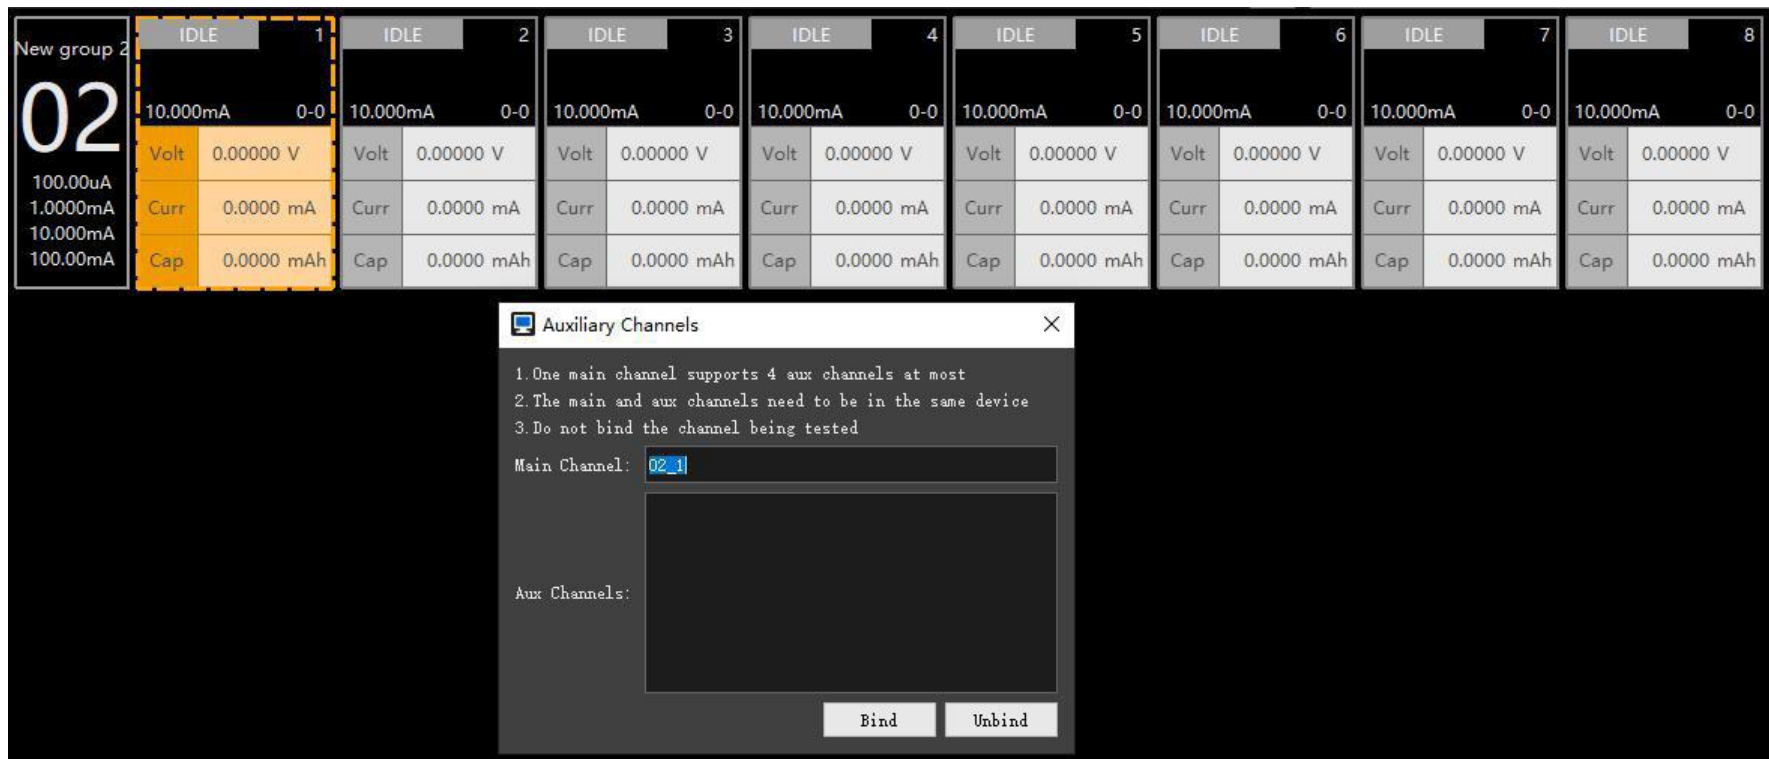 New group 2
02
100.00uA
1.0000mA
10.000mA
100.00mA
IDLE 1
10.000mA 0-0
Volt 0.00000 V
Curr 0.0000 mA
Cap 0.0000 mAh
IDLE 2
10.000mA 0-0
Volt 0.00000 V
Curr 0.0000 mA
Cap 0.0000 mAh
IDLE 3
10.000mA 0-0
Volt 0.00000 V
Curr 0.0000 mA
Cap 0.0000 mAh
IDLE 4
10.000mA 0-0
Volt 0.00000 V
Curr 0.0000 mA
Cap 0.0000 mAh
IDLE 5
10.000mA 0-0
Volt 0.00000 V
Curr 0.0000 mA
Cap 0.0000 mAh
IDLE 6
10.000mA 0-0
Volt 0.00000 V
Curr 0.0000 mA
Cap 0.0000 mAh
IDLE 7
10.000mA 0-0
Volt 0.00000 V
Curr 0.0000 mA
Cap 0.0000 mAh
IDLE 8
10.000mA 0-0
Volt 0.00000 V
Curr 0.0000 mA
Cap 0.0000 mAh
Auxiliary Channels
1.One main channel supports 4 aux channels at most
2.The main and aux channels need to be in the same device
3.Do not bind the channel being tested
Main Channel: 02_1
Aux Channels:
Bind Unbind